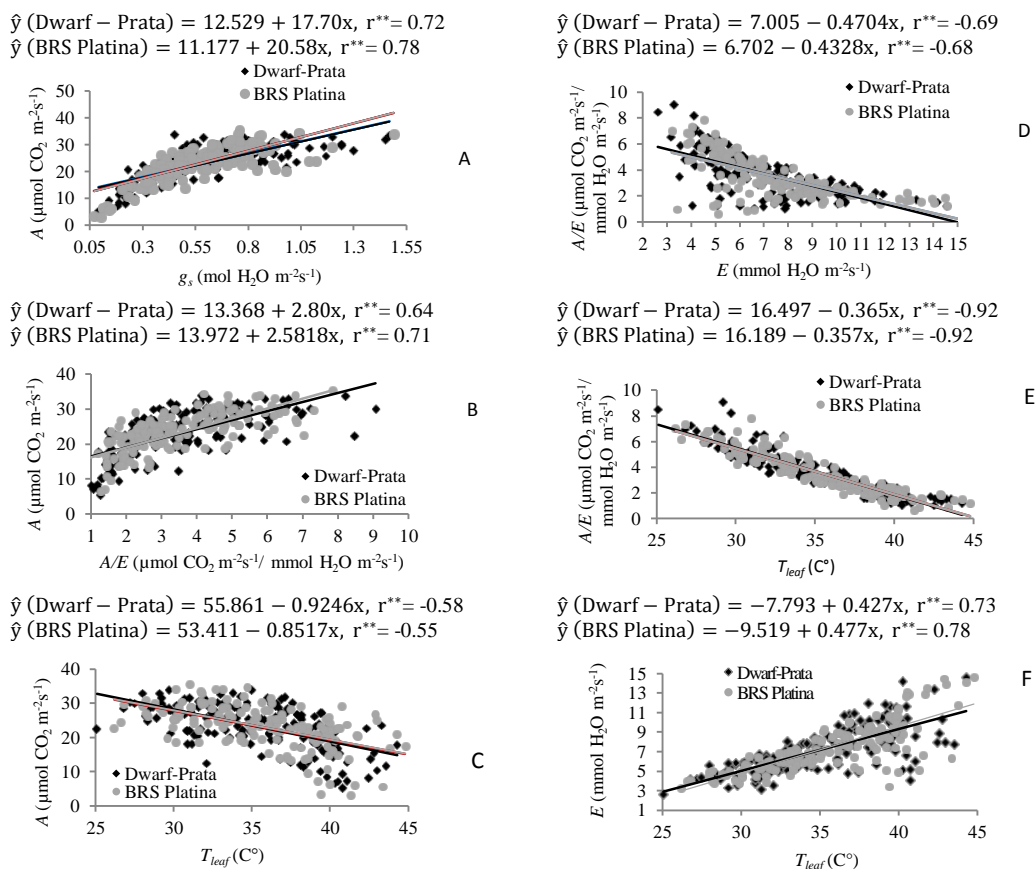 ŷ (Dwarf−Prata) = 12.529 + 17.70x, r**= 0.72
ŷ (BRS Platina) = 11.177 + 20.58x, r**= 0.78
Dwarf-Prata
BRS Platina
A (µmol CO2 m-2s-1)
40
30
20
10
0
0.05 0.3 0.55 0.8 1.05 1.3 1.55
gs (mol H2O m-2s-1)
A
ŷ (Dwarf − Prata) = 13.368 + 2.80x, r**= 0.64
ŷ (BRS Platina) = 13.972 + 2.5818x, r**= 0.71
A (µmol CO2 m-2s-1)
40
30
20
10
0
Dwarf-Prata
BRS Platina
1 2 3 4 5 6 7 8 9 10
A/E (µmol CO2 m-2s-1/ mmol H2O m-2s-1)
B
ŷ (Dwarf − Prata) = 55.861 − 0.9246x, r**= -0.58
ŷ (BRS Platina) = 53.411 − 0.8517x, r**= -0.55
A (µmol CO2 m-2s-1)
40
30
20
10
0
Dwarf-Prata
BRS Platina
25 30 35 40 45
Tleaf (C°)
C
ŷ (Dwarf−Prata) = 7.005 − 0.4704x, r**= -0.69
ŷ (BRS Platina) = 6.702 − 0.4328x, r**= -0.68
Dwarf-Prata
BRS Platina
A/E (µmol CO2 m-2s-1/
mmol H2O m-2s-1)
10
8
6
4
2
0
2 3 4 5 6 7 8 9 10 11 12 13 14 15
E (mmol H2O m-2s-1)
D
ŷ (Dwarf − Prata) = 16.497 − 0.365x, r**= -0.92
ŷ (BRS Platina) = 16.189 − 0.357x, r**= -0.92
Dwarf-Prata
BRS Platina
A/E (µmol CO2 m-2s-1/
mmol H2O m-2s-1)
10
8
6
4
2
0
25 30 35 40 45
Tleaf (C°)
E
ŷ (Dwarf − Prata) = −7.793 + 0.427x, r**= 0.73
ŷ (BRS Platina) = −9.519 + 0.477x, r**= 0.78
Dwarf-Prata
BRS Platina
E (mmol H2O m-2s-1)
15
13
11
9
7
5
3
1
25 30 35 40 45
Tleaf (C°)
F